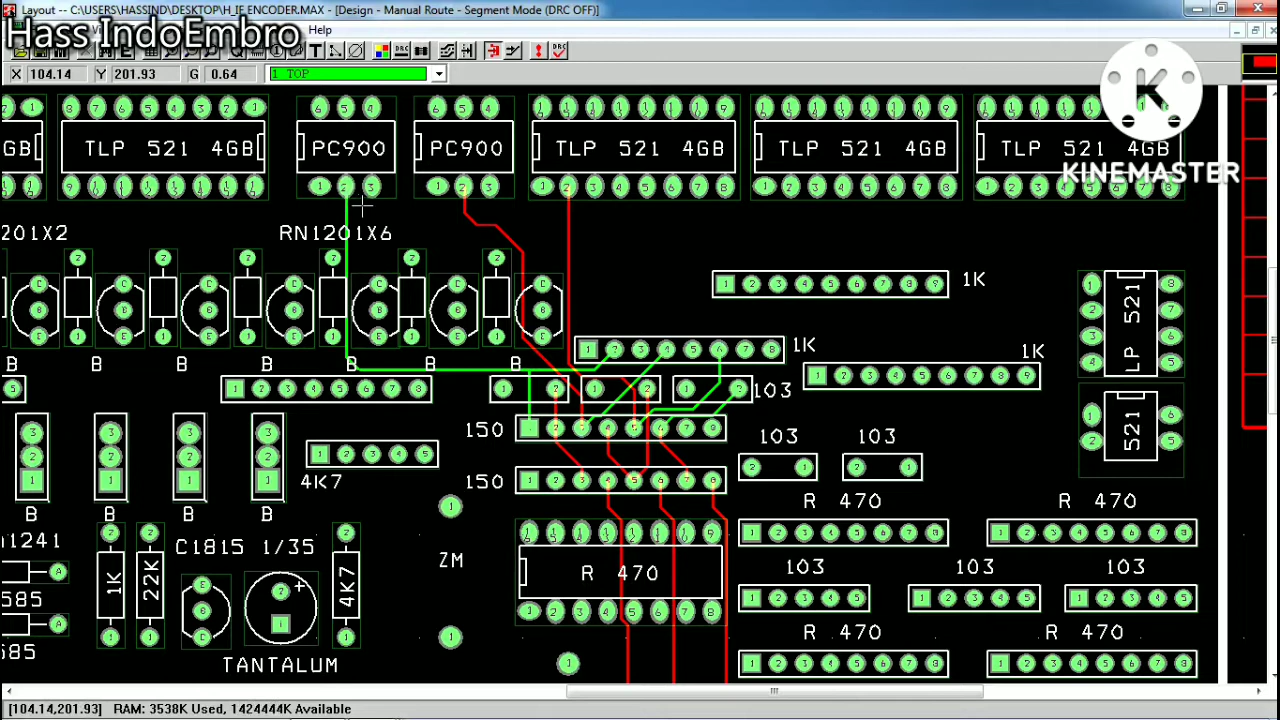 Layout -- C:\USERS\HASSIND\DESKTOP\H_IF ENCODER.MAX - [Design - Manual Route - Segment Mode (DRC OFF)]
Hass IndoEmbro Help
X 104.14 Y 201.93 G 0.64 1 TOP
GB TLP 521 4GB PC900 PC900 TLP 521 4GB TLP 521 4GB TLP 521 4GB
KINEMASTER
201X2 RN1201X6
1K
LP 521
1K
1K
B B B B B B B
103
150
521
103 103
4K7 150
R 470 R 470
B B B B
1241 C1815 1/35
ZM
R 470
103 103 103
585
1K 22K 4K7
585
R 470 R 470
TANTALUM
[104.14,201.93] RAM: 3538K Used, 1424444K Available